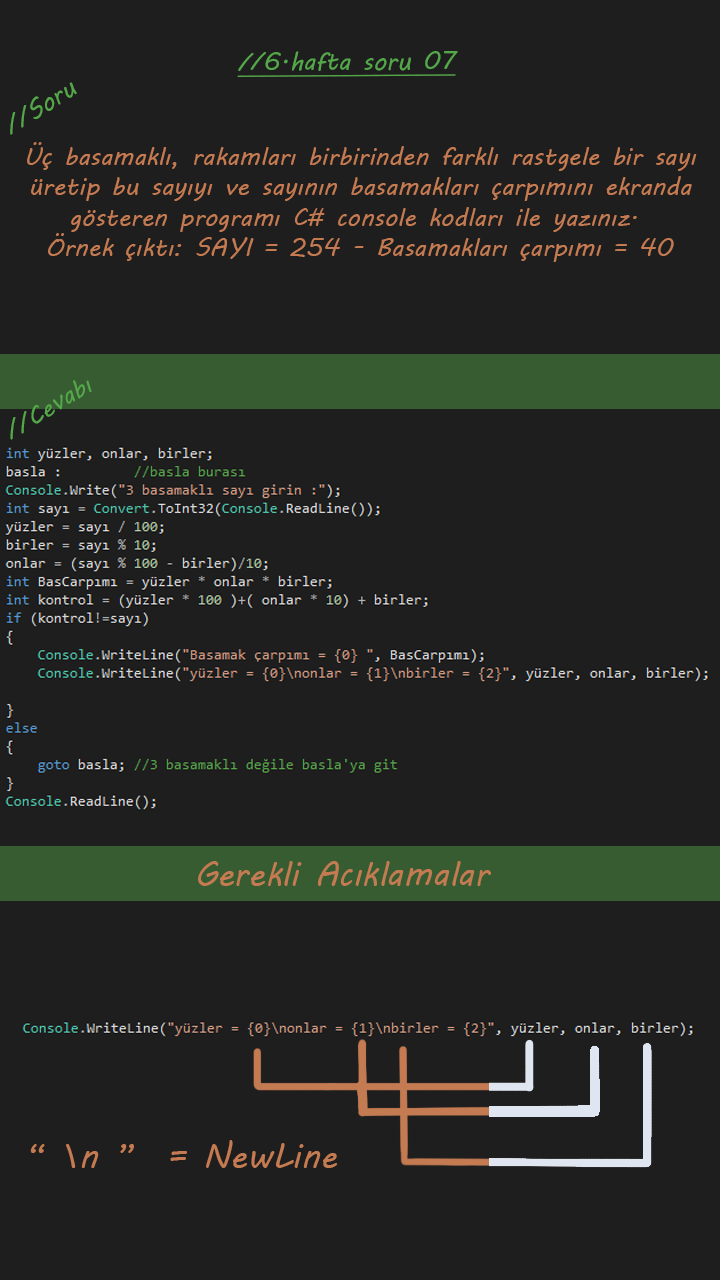 //6.hafta soru 07
//Soru
Üç basamaklı, rakamları birbirinden farklı rastgele bir sayı
üretip bu sayıyı ve sayının basamakları çarpımını ekranda
gösteren programı C# console kodları ile yazınız.
Örnek çıktı: SAYI = 254 - Basamakları çarpımı = 40
//Cevabı
int yüzler, onlar, birler;
basla :         //basla burası
Console.Write("3 basamaklı sayı girin :");
int sayı = Convert.ToInt32(Console.ReadLine());
yüzler = sayı / 100;
birler = sayı % 10;
onlar = (sayı % 100 - birler)/10;
int BasCarpımı = yüzler * onlar * birler;
int kontrol = (yüzler * 100 )+( onlar * 10) + birler;
if (kontrol!=sayı)
{
    Console.WriteLine("Basamak çarpımı = {0} ", BasCarpımı);
    Console.WriteLine("yüzler = {0}\nonlar = {1}\nbirler = {2}", yüzler, onlar, birler);
}
else
{
    goto basla; //3 basamaklı değile basla'ya git
}
Console.ReadLine();
Gerekli Acıklamalar
Console.WriteLine("yüzler = {0}\nonlar = {1}\nbirler = {2}", yüzler, onlar, birler);
“ \n ” = NewLine